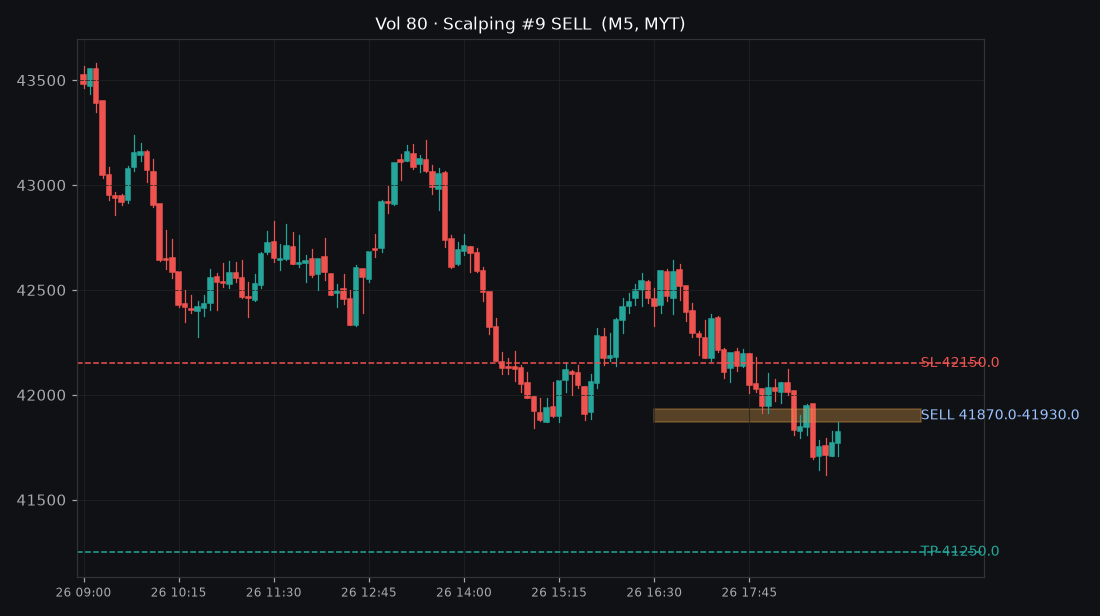 Vol 80 · Scalping #9 SELL (M5, MYT)
43500
43000
42500
SL 42150.0
42000
SELL 41870.0-41930.0
41500
TP 41250.0
26 09:00 26 10:15 26 11:30 26 12:45 26 14:00 26 15:15 26 16:30 26 17:45